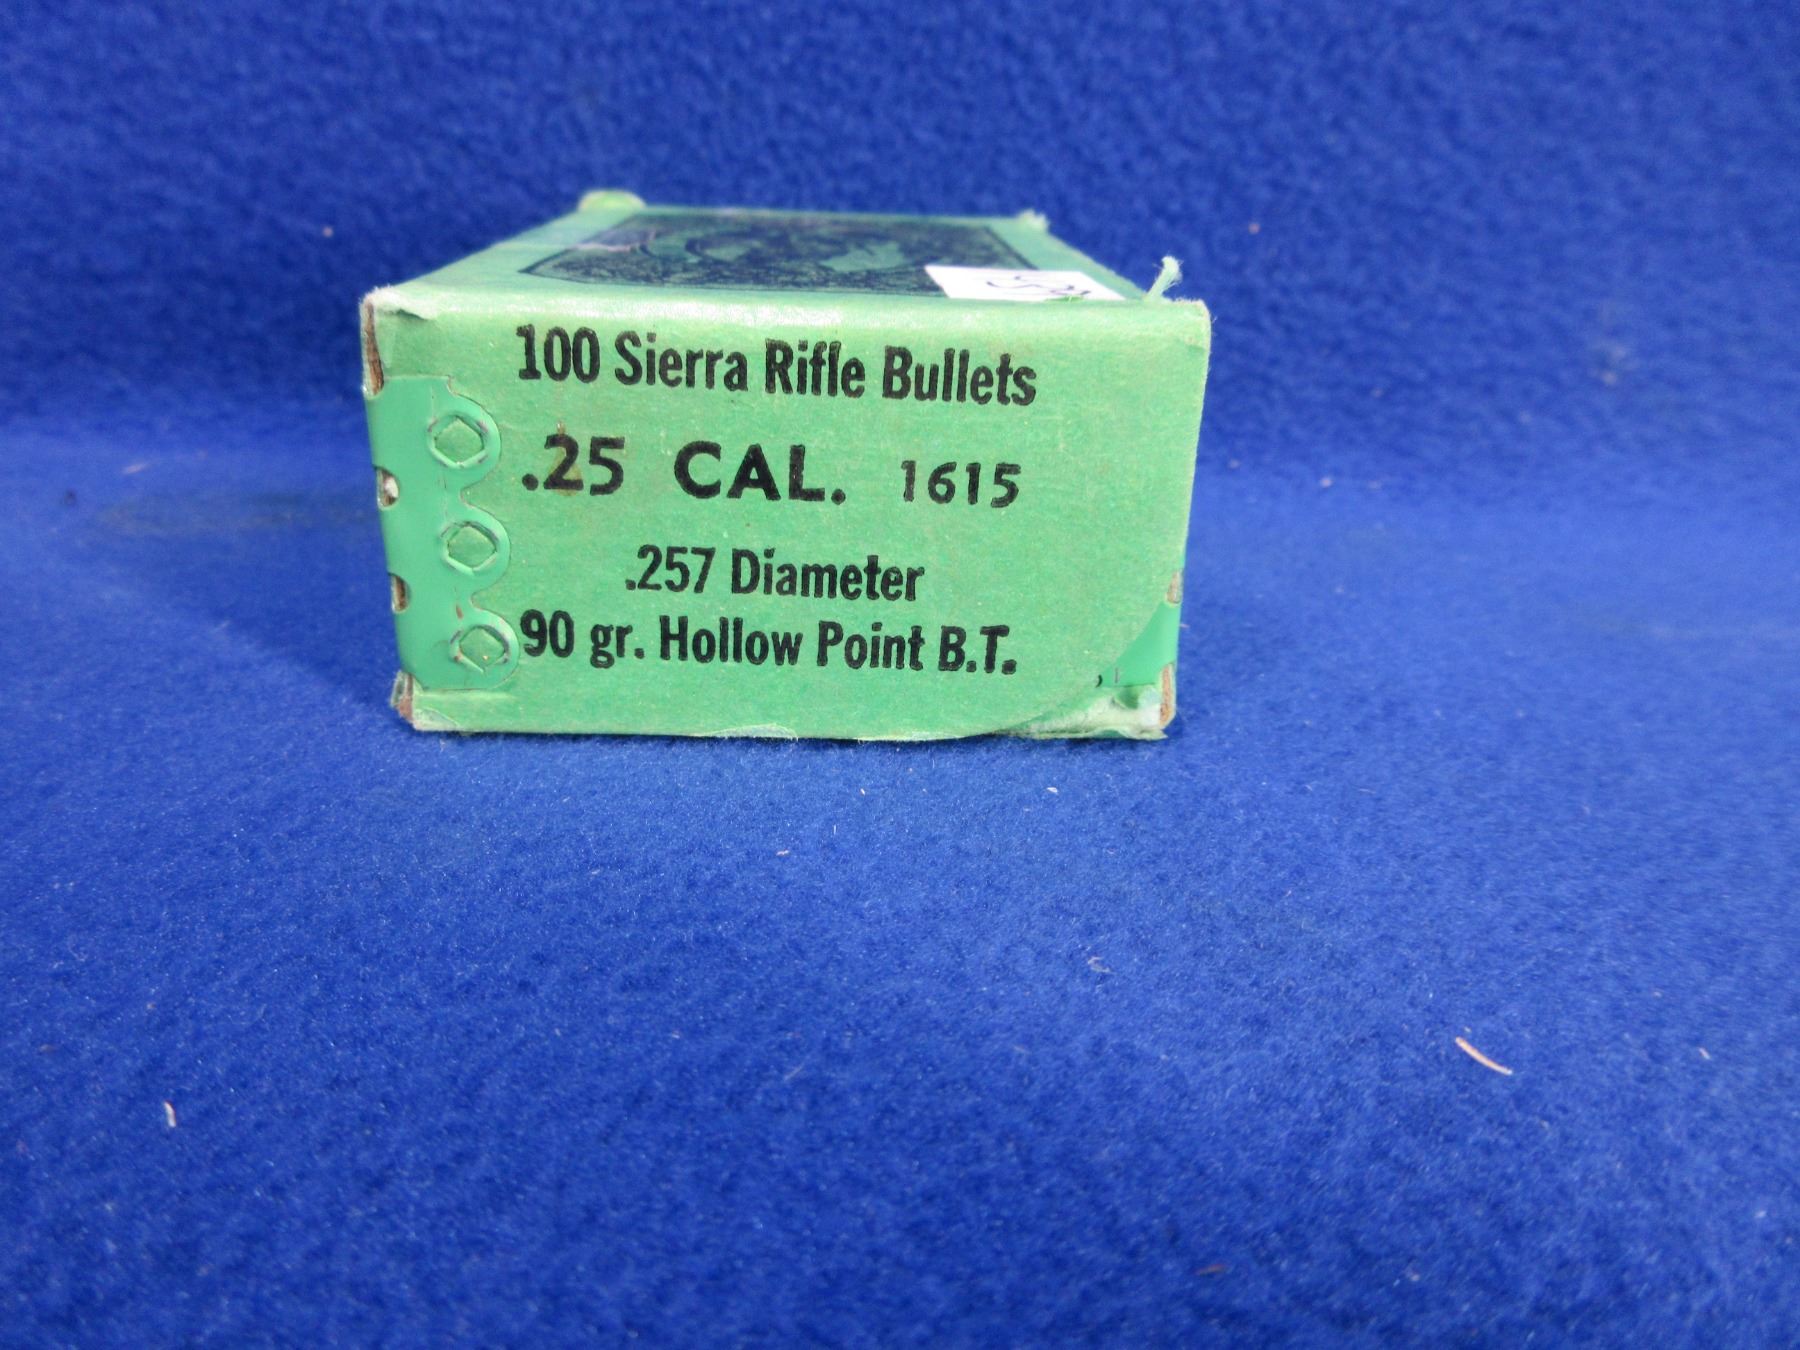 100 Sierra Rifle Bullets
.25 CAL. 1615
.257 Diameter
90 gr. Hollow Point B.T.